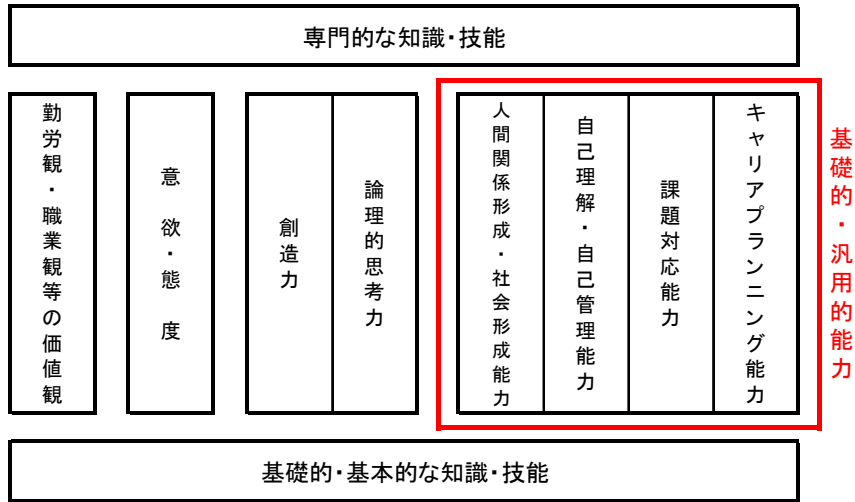 専門的な知識・技能
勤労観・職業観等の価値観
意欲・態度
創造力
論理的思考力
人間関係形成・社会形成能力
自己理解・自己管理能力
課題対応能力
キャリアプランニング能力
基礎的・汎用的能力
基礎的・基本的な知識・技能